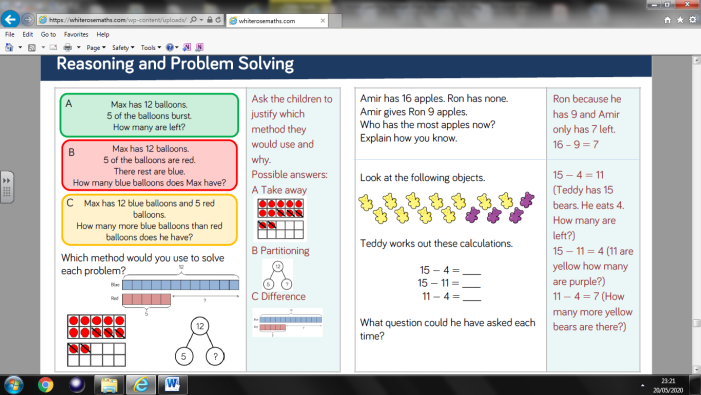 https://whiterosemaths.com/wp-content/uploads/
whiterosemaths.com
File Edit Go to Favorites Help
Page Safety Tools
Reasoning and Problem Solving
A
Max has 12 balloons.
5 of the balloons burst.
How many are left?
B
Max has 12 balloons.
5 of the balloons are red.
There rest are blue.
How many blue balloons does Max have?
C
Max has 12 blue balloons and 5 red
balloons.
How many more blue balloons than red
balloons does he have?
Which method would you use to solve
each problem?
12
Blue
Red
?
5
12
5
?
Ask the children to
justify which
method they
would use and
why.
Possible answers:
A Take away
B Partitioning
12
5
?
C Difference
Amir has 16 apples. Ron has none.
Amir gives Ron 9 apples.
Who has the most apples now?
Explain how you know.
Ron because he
has 9 and Amir
only has 7 left.
16 – 9 = 7
Look at the following objects.
Teddy works out these calculations.
15 – 4 = ___
15 – 11 = ___
11 – 4 = ___
What question could he have asked each
time?
15 – 4 = 11
(Teddy has 15
bears. He eats 4.
How many are
left?)
15 – 11 = 4 (11 are
yellow how many
are purple?)
11 – 4 = 7 (How
many more yellow
bears are there?)
23:21
20/05/2020